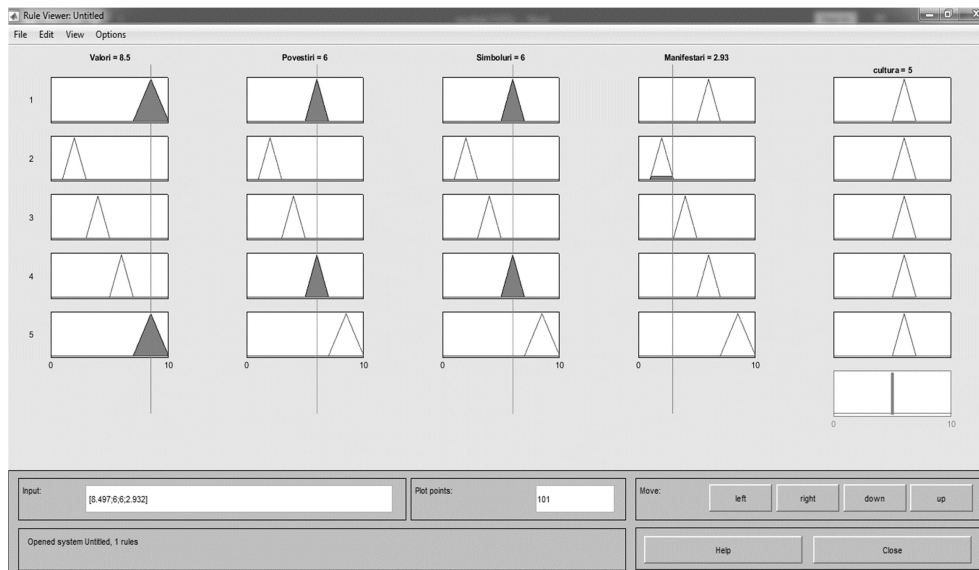 Rule Viewer: Untitled
File Edit View Options
Valori = 8.5 Povestiri = 6 Simboluri = 6 Manifestari = 2.93 cultura = 5
1
2
3
4
5
0 10 0 10 0 10 0 10
0 10
Input: [8.497;6;6;2.932] Plot points: 101 Move: left right down up
Opened system Untitled, 1 rules Help Close